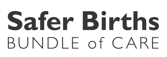 Safer Births
BUNDLE of CARE